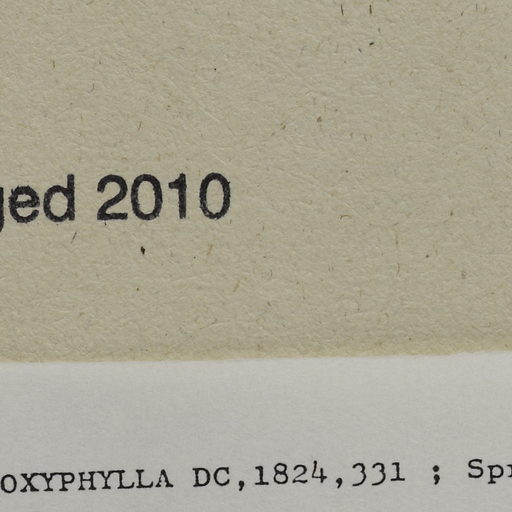 ged 2010
OXYPHYLLA DC,1824,331 ; Spr